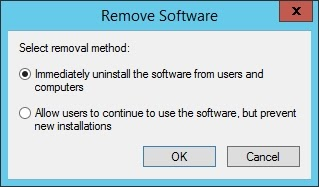 Remove Software
x
Select removal method:
Immediately uninstall the software from users and
computers
Allow users to continue to use the software, but prevent
new installations
OK
Cancel